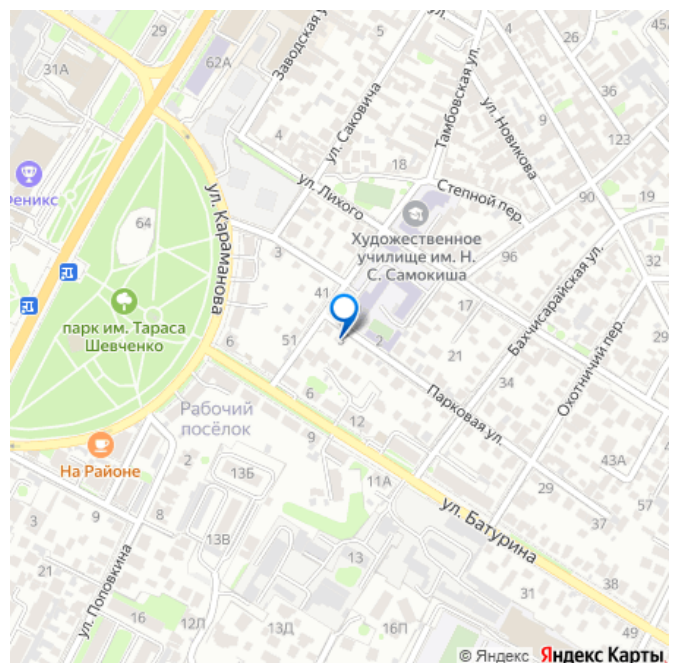 29
5
4
26
45А
31А
62А
Заводская у
36
ул. Саковича
Тамбовская ул.
ул. Новикова
9
123
4
18
Феникс
ул. Лихого
Степной пер.
90
19
64
ул. Караманова
Художественное
училище им. Н.
С. Самокиша
3
96
32
41
17
Бахчисарайская ул.
парк им. Тараса
Шевченко
6
51
3
2
21
29
Охотничий пер.
6
34
Парковая ул.
Рабочий
посёлок
12
9
На Районе
2
13Б
11А
43А
29
ул. Батурина
3
9
8
37
13В
21
ул. Поповкина
13
38
31
16
12Л
13Д
16П
49
© Яндекс Яндекс Карты